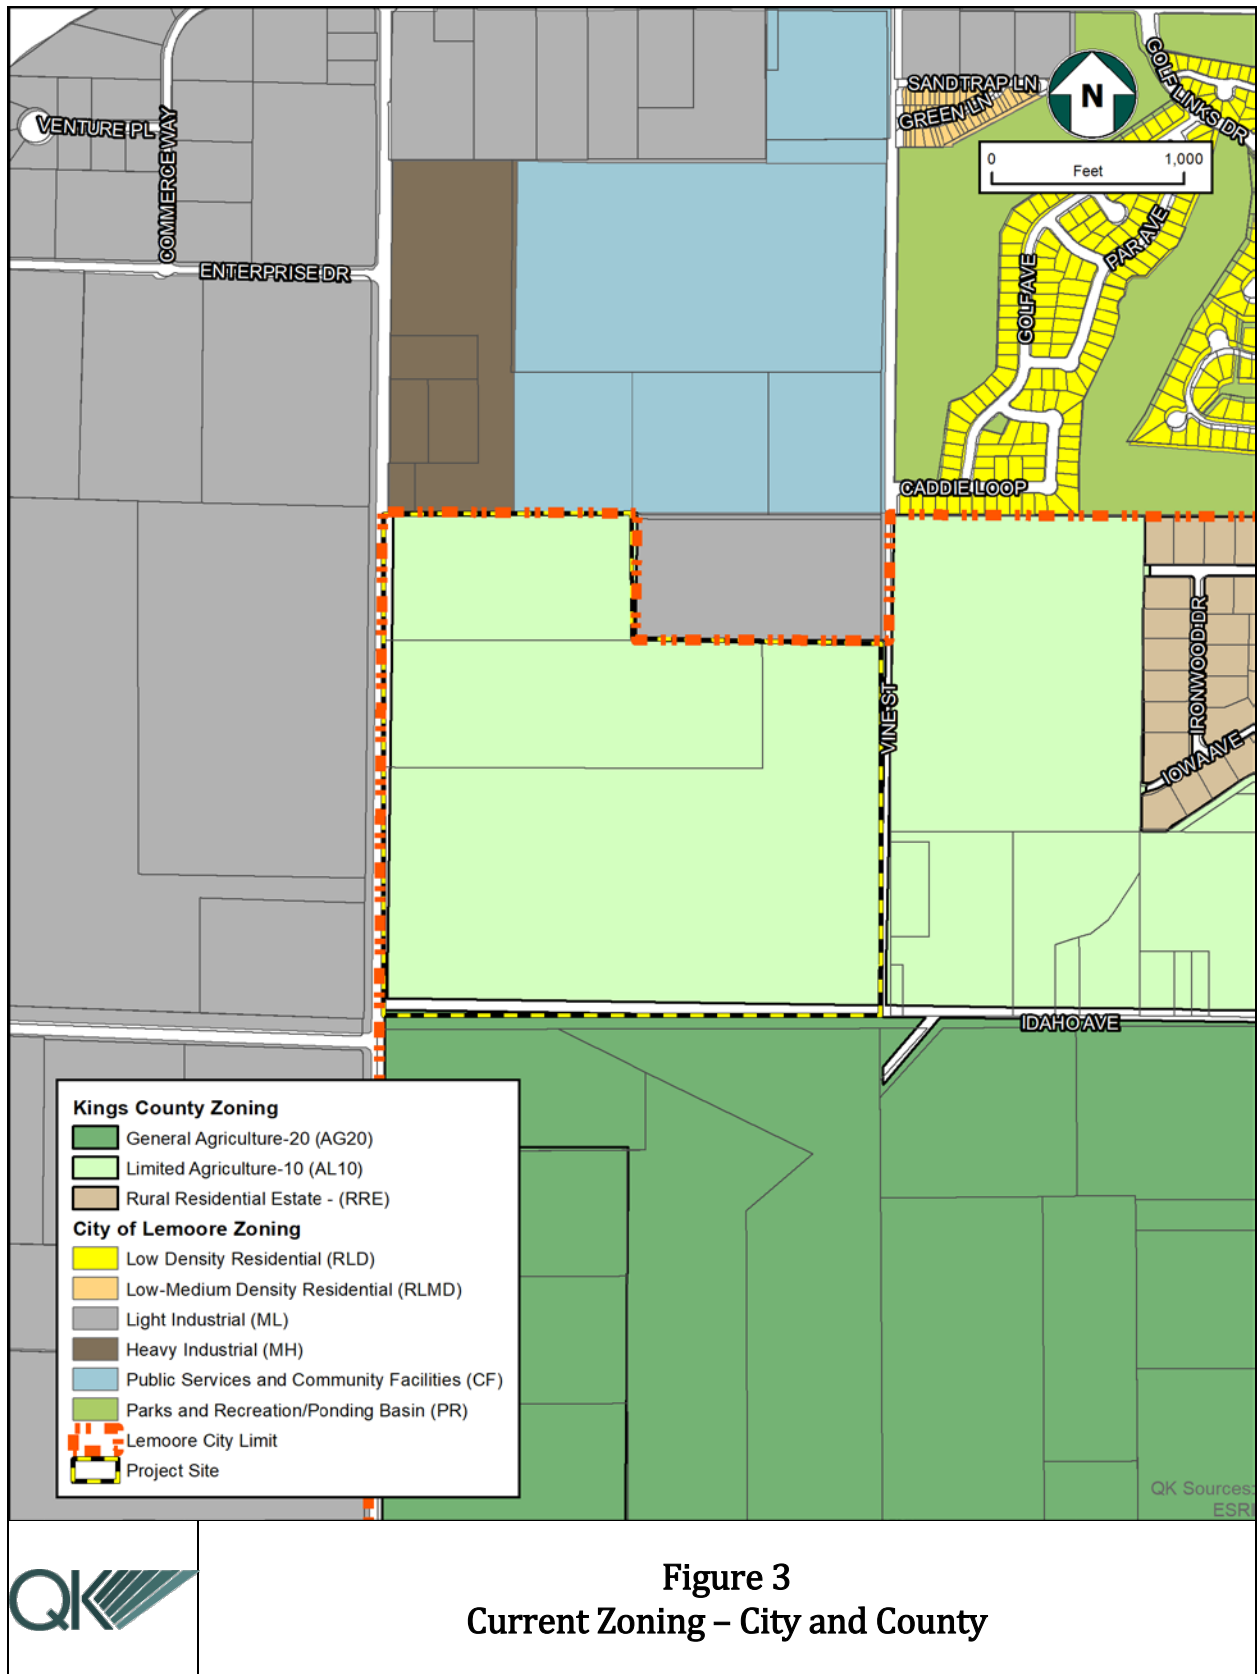 SANDTRAP LN
GREEN LN
GOLF LINKS DR
N
0 1,000
Feet
VENTURE PL
COMMERCE WAY
ENTERPRISE DR
GOLF AVE
PAR AVE
CADDIE LOOP
VINE ST
IRONWOOD DR
IOWA AVE
IDAHO AVE
Kings County Zoning
General Agriculture-20 (AG20)
Limited Agriculture-10 (AL10)
Rural Residential Estate - (RRE)
City of Lemoore Zoning
Low Density Residential (RLD)
Low-Medium Density Residential (RLMD)
Light Industrial (ML)
Heavy Industrial (MH)
Public Services and Community Facilities (CF)
Parks and Recreation/Ponding Basin (PR)
Lemoore City Limit
Project Site
QK Sources:
ESRI
QK
Figure 3
Current Zoning – City and County